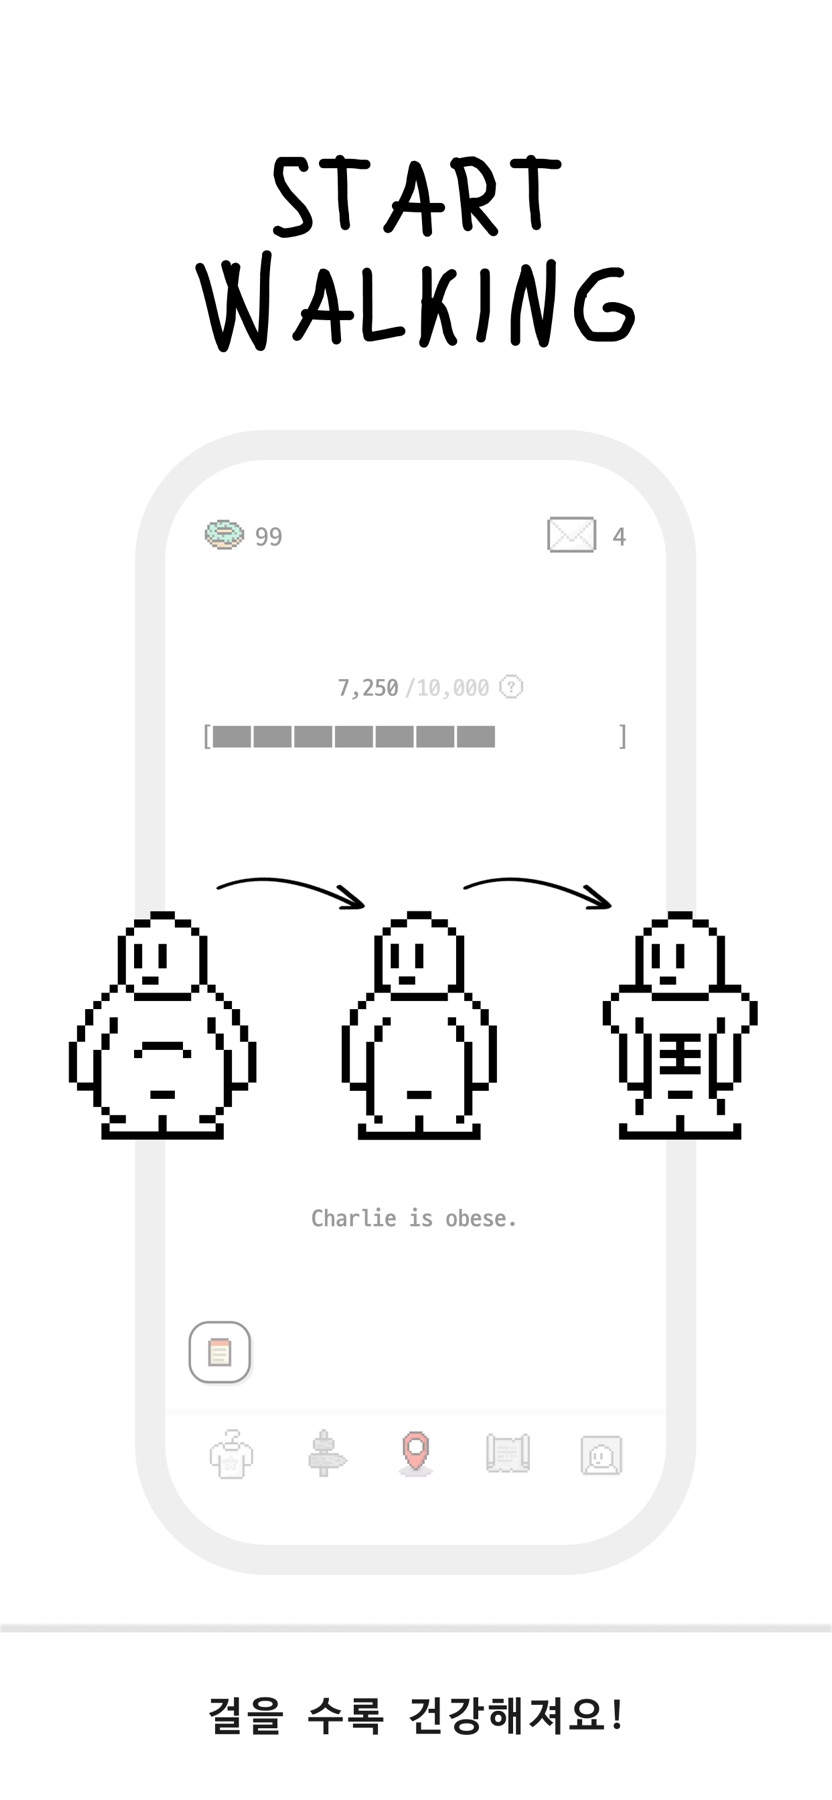 START
WALKING
99 4
7,250 /10,000 ?
[ ]
Charlie is obese.
걸을 수록 건강해져요!